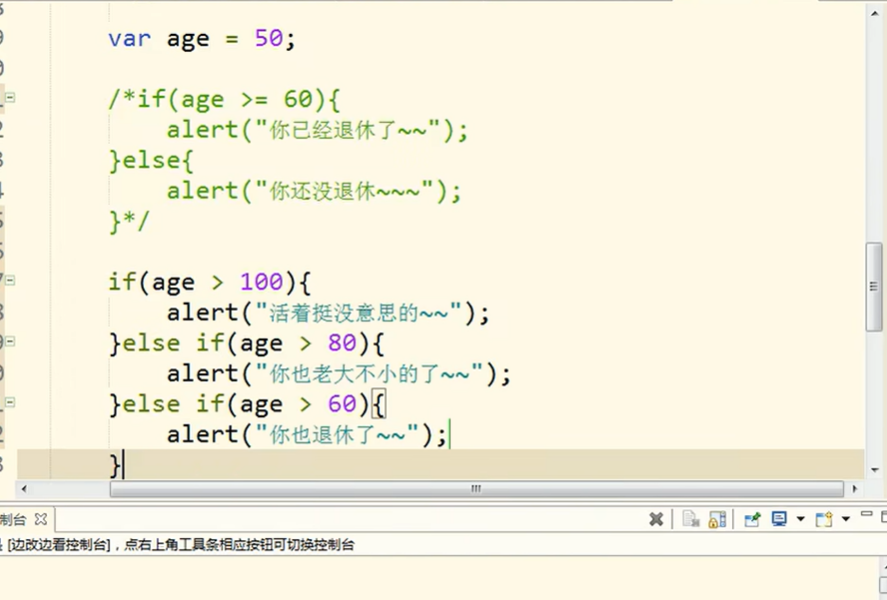 var age = 50;
/*if(age >= 60){
alert("你已经退休了~~");
}else{
alert("你还没退休~~~");
}*/
if(age > 100){
alert("活着挺没意思的~~");
}else if(age > 80){
alert("你也老大不小的了~~");
}else if(age > 60){
alert("你也退休了~~");
}
制台
[边改边看控制台]，点右上角工具条相应按钮可切换控制台